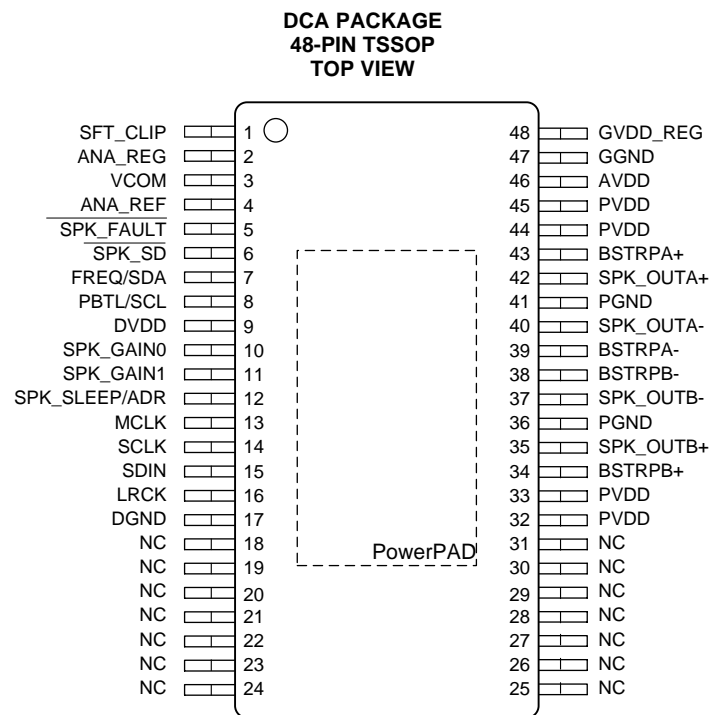 DCA PACKAGE
48-PIN TSSOP
TOP VIEW
SFT_CLIP 1 48 GVDD_REG
ANA_REG 2 47 GGND
VCOM 3 46 AVDD
ANA_REF 4 45 PVDD
SPK_FAULT 5 44 PVDD
SPK_SD 6 43 BSTRPA+
FREQ/SDA 7 42 SPK_OUTA+
PBTL/SCL 8 41 PGND
DVDD 9 40 SPK_OUTA-
SPK_GAIN0 10 39 BSTRPA-
SPK_GAIN1 11 38 BSTRPB-
SPK_SLEEP/ADR 12 37 SPK_OUTB-
MCLK 13 36 PGND
SCLK 14 35 SPK_OUTB+
SDIN 15 34 BSTRPB+
LRCK 16 33 PVDD
DGND 17 32 PVDD
NC 18 PowerPAD 31 NC
NC 19 30 NC
NC 20 29 NC
NC 21 28 NC
NC 22 27 NC
NC 23 26 NC
NC 24 25 NC